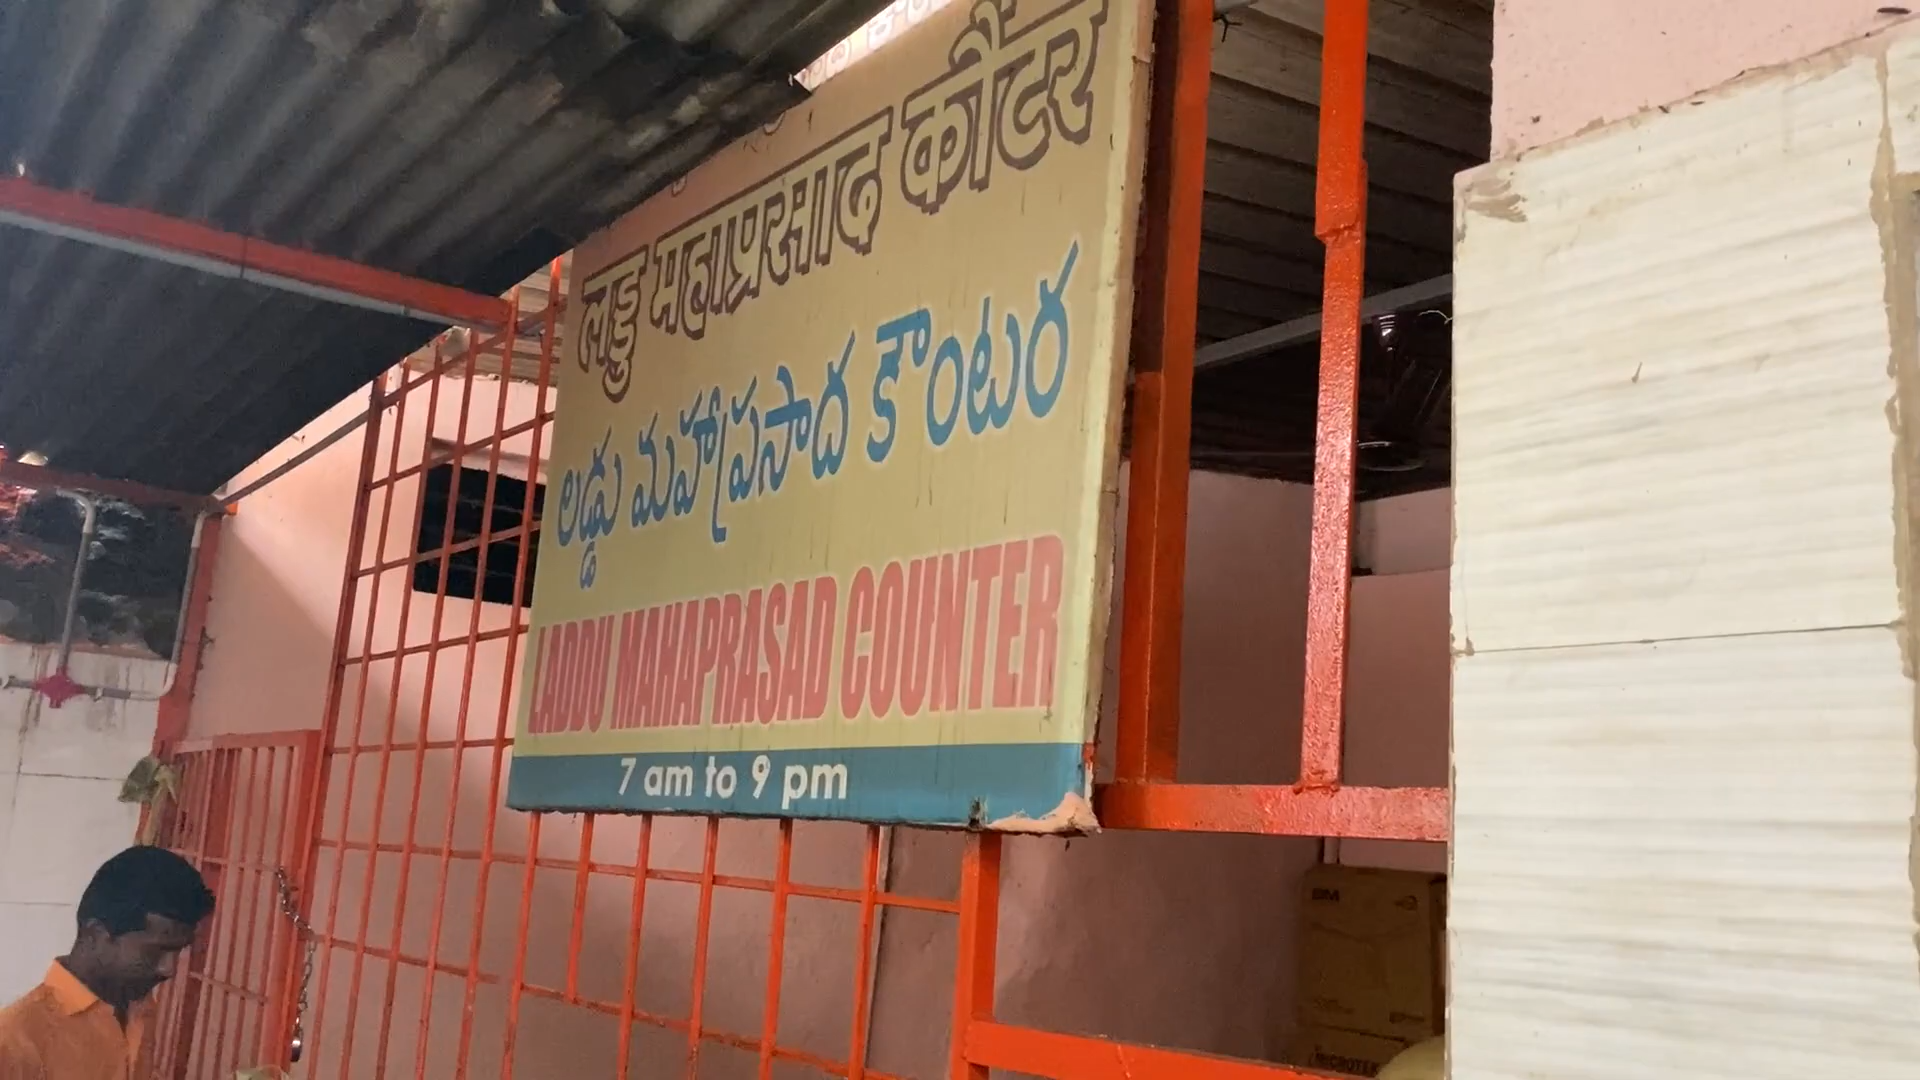 लड्डू महाप्रसाद कौंटर
లడ్డు మహాప్రసాద కౌంటర
LADDU MAHAPRASAD COUNTER
7 am to 9 pm